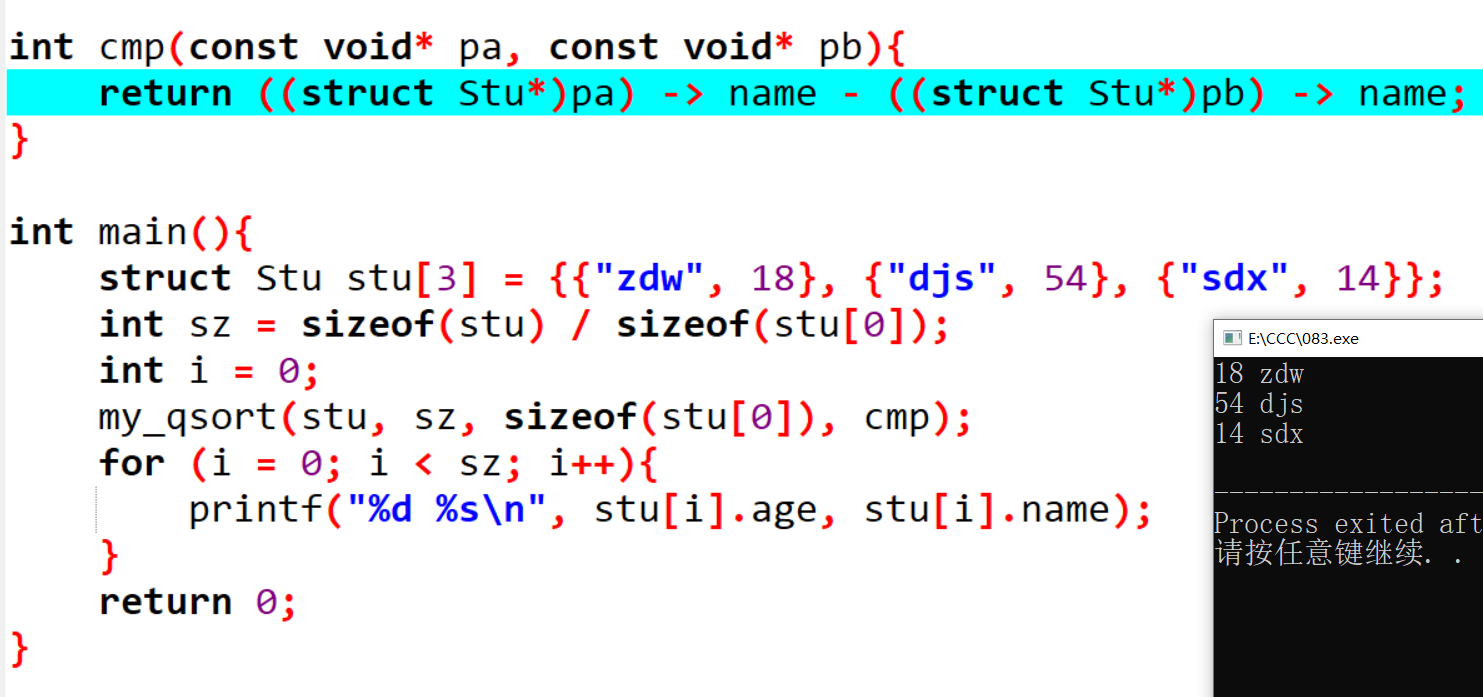 int cmp(const void* pa, const void* pb){
    return ((struct Stu*)pa) -> name - ((struct Stu*)pb) -> name;
}
int main(){
    struct Stu stu[3] = {{"zdw", 18}, {"djs", 54}, {"sdx", 14}};
    int sz = sizeof(stu) / sizeof(stu[0]);
    int i = 0;
    my_qsort(stu, sz, sizeof(stu[0]), cmp);
    for (i = 0; i < sz; i++){
        printf("%d %s\n", stu[i].age, stu[i].name);
    }
    return 0;
}
E:\CCC\083.exe
18 zdw
54 djs
14 sdx
--------------------
Process exited aft
请按任意键继续. .